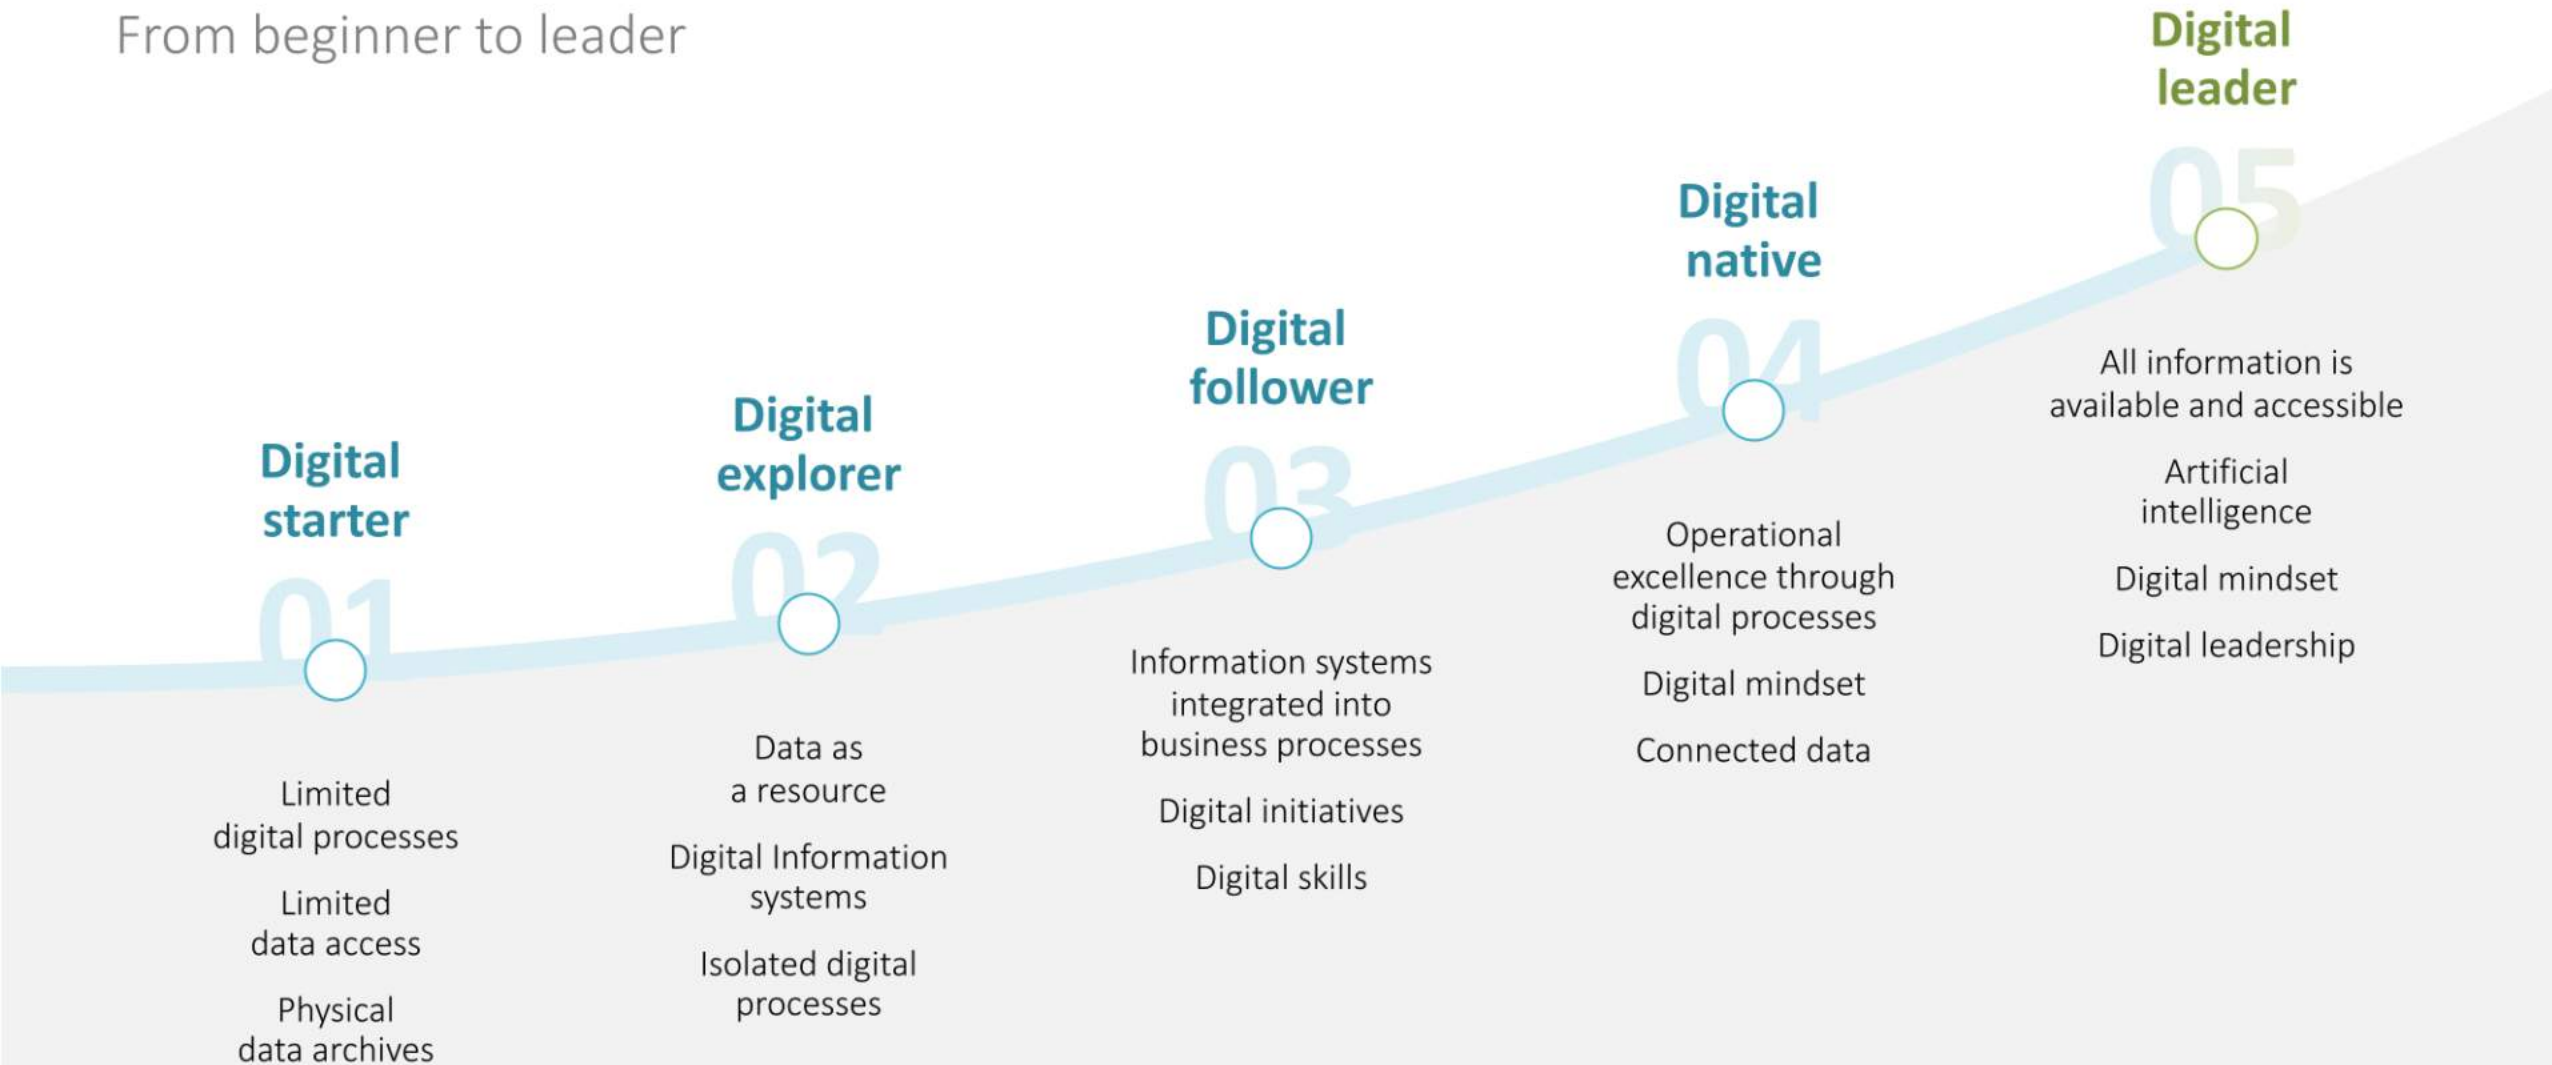 From beginner to leader
Digital
starter
01
Limited
digital processes
Limited
data access
Physical
data archives
Digital
explorer
02
Data as
a resource
Digital Information
systems
Isolated digital
processes
Digital
follower
03
Information systems
integrated into
business processes
Digital initiatives
Digital skills
Digital
native
04
Operational
excellence through
digital processes
Digital mindset
Connected data
Digital
leader
05
All information is
available and accessible
Artificial
intelligence
Digital mindset
Digital leadership